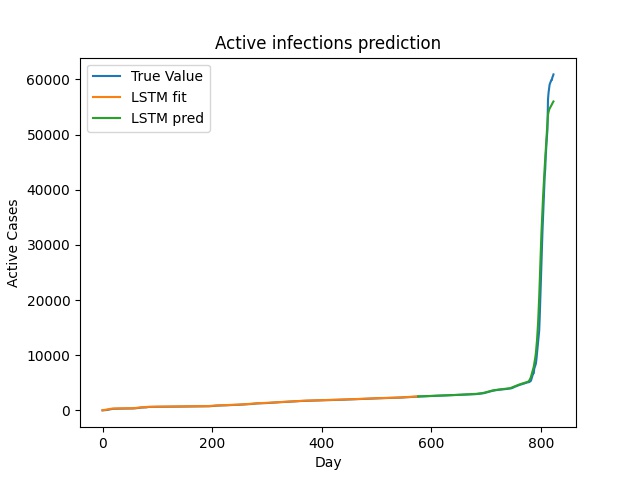 Active infections prediction
True Value
LSTM fit
LSTM pred
60000
50000
40000
30000
20000
10000
0
Active Cases
0 200 400 600 800
Day